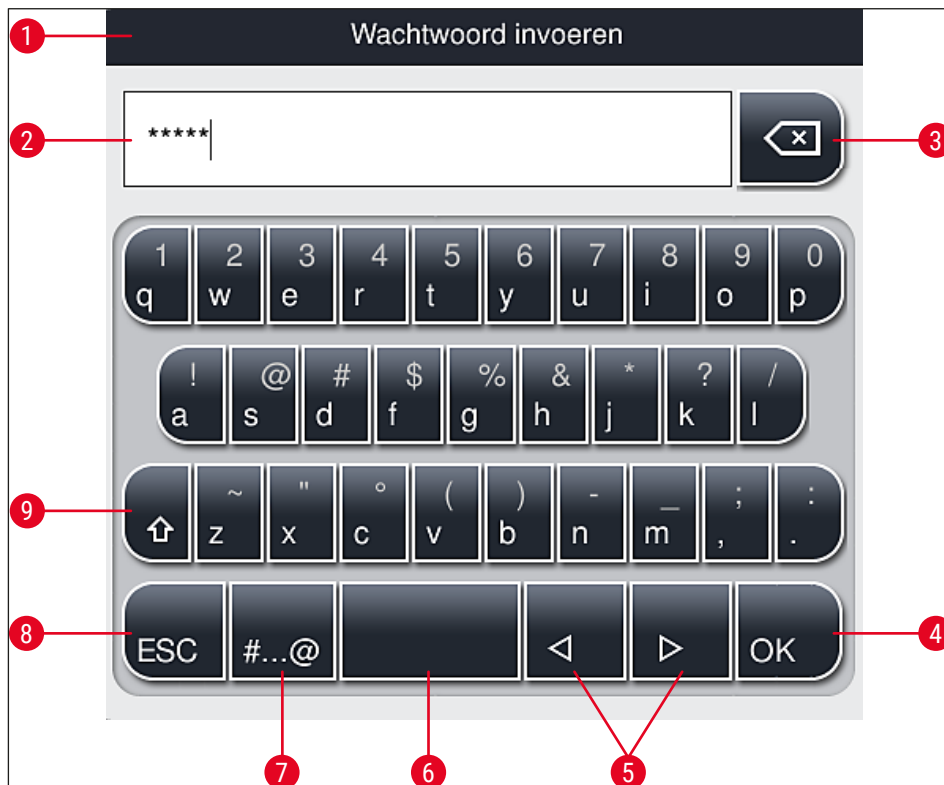 1 Wachtwoord invoeren
2 ***** 3
1 2 3 4 5 6 7 8 9 0
q w e r t y u i o p
! @ # $ % & * ? /
a s d f g h j k l
9 ~ " ° ( ) - _ ; :
z x c v b n m , .
8 ESC #...@ OK 4
7 6 5